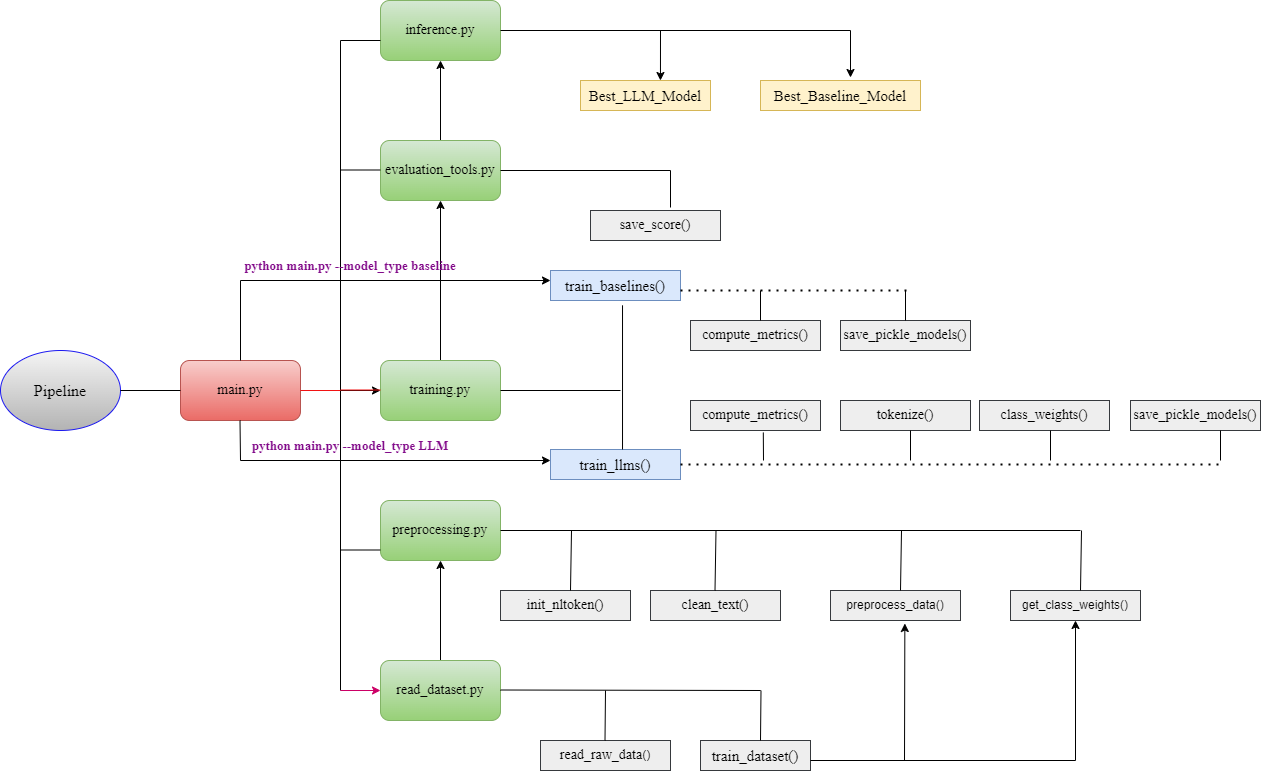 inference.py
Best_LLM_Model
Best_Baseline_Model
evaluation_tools.py
save_score()
python main.py --model_type baseline
train_baselines()
compute_metrics()
save_pickle_models()
Pipeline
main.py
training.py
compute_metrics()
tokenize()
class_weights()
save_pickle_models()
python main.py --model_type LLM
train_llms()
preprocessing.py
init_nltoken()
clean_text()
preprocess_data()
get_class_weights()
read_dataset.py
read_raw_data()
train_dataset()